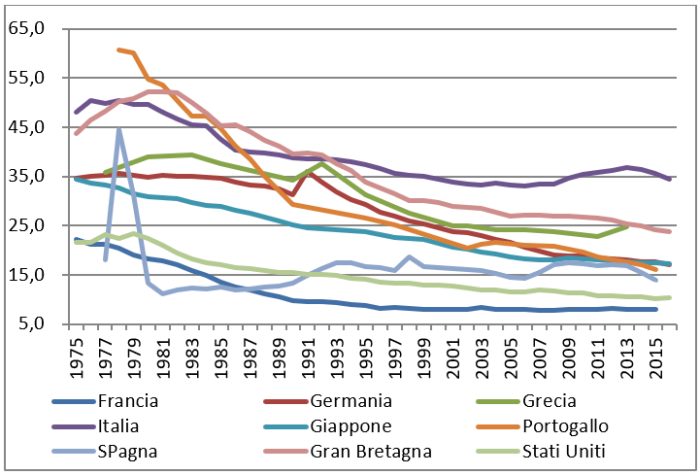 65,0
55,0
45,0
35,0
25,0
15,0
5,0
1975 1977 1979 1981 1983 1985 1987 1989 1991 1993 1995 1997 1999 2001 2003 2005 2007 2009 2011 2013 2015
Francia Germania Grecia
Italia Giappone Portogallo
SPagna Gran Bretagna Stati Uniti